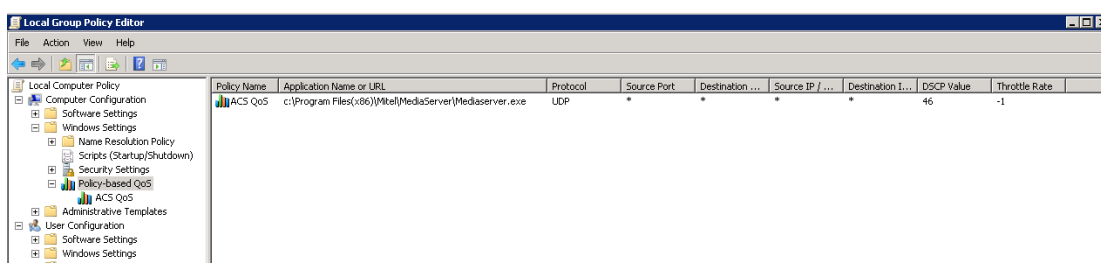 Local Group Policy Editor
File Action View Help
Local Computer Policy
Computer Configuration
Software Settings
Windows Settings
Name Resolution Policy
Scripts (Startup/Shutdown)
Security Settings
Policy-based QoS
ACS QoS
Administrative Templates
User Configuration
Software Settings
Windows Settings
Policy Name Application Name or URL Protocol Source Port Destination ... Source IP / ... Destination I... DSCP Value Throttle Rate
ACS QoS c:\Program Files(x86)\Mitel\MediaServer\Mediaserver.exe UDP * * * * 46 -1